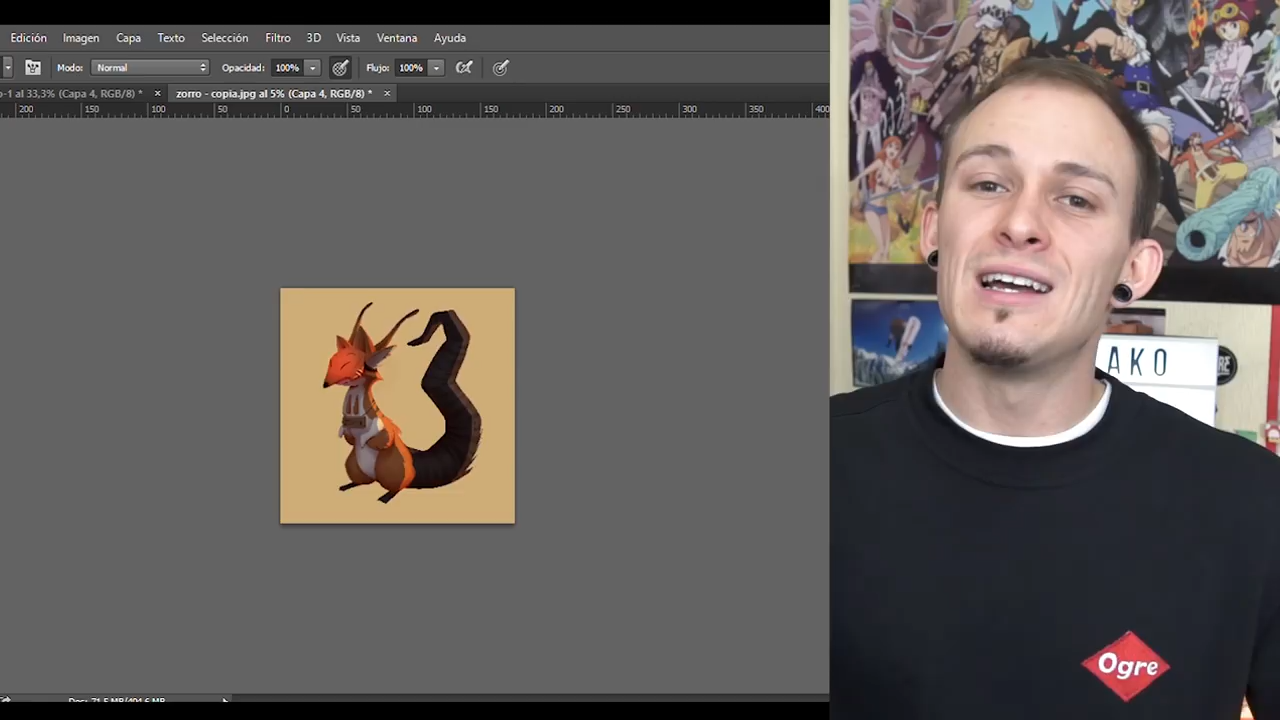 Edición Imagen Capa Texto Selección Filtro 3D Vista Ventana Ayuda
Modo: Normal Opacidad: 100% Flujo: 100%
-1 al 33,3% (Capa 4, RGB/8) * × zorro - copia.jpg al 5% (Capa 4, RGB/8) * ×
200 150 100 50 0 50 100 150 200 250 300 350 400
AKO
Ogre